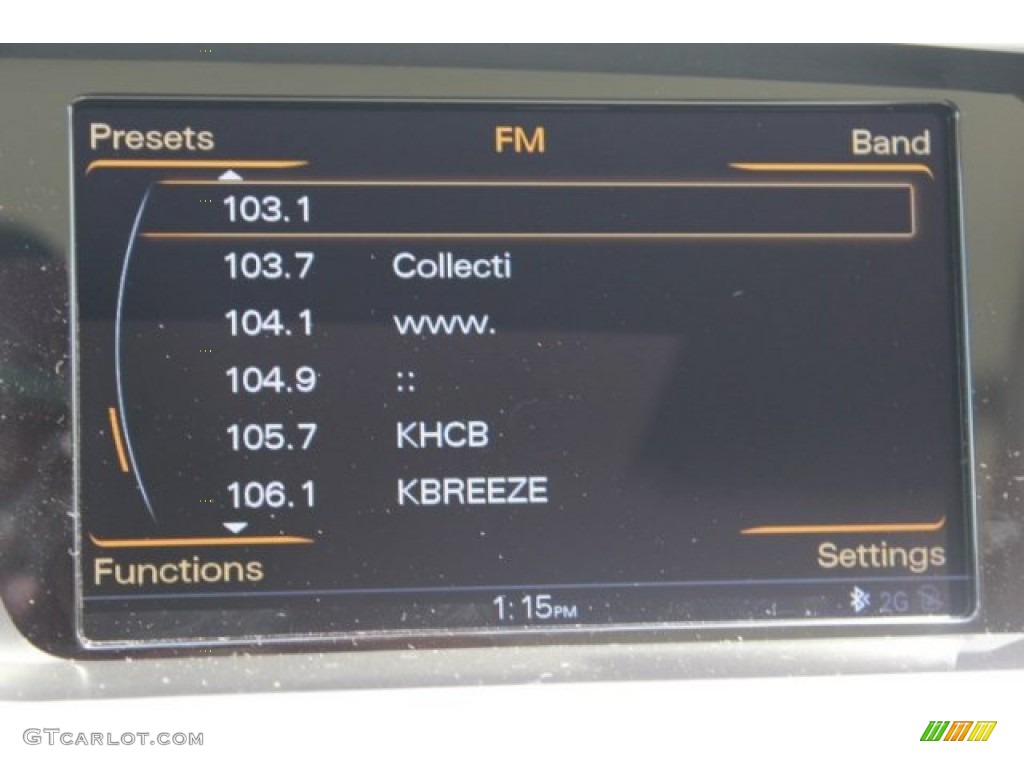 Presets FM Band
103.1
103.7 Collecti
104.1 www.
104.9 ::
105.7 KHCB
106.1 KBREEZE
Functions Settings
1:15PM 2G
GTCARLOT.COM